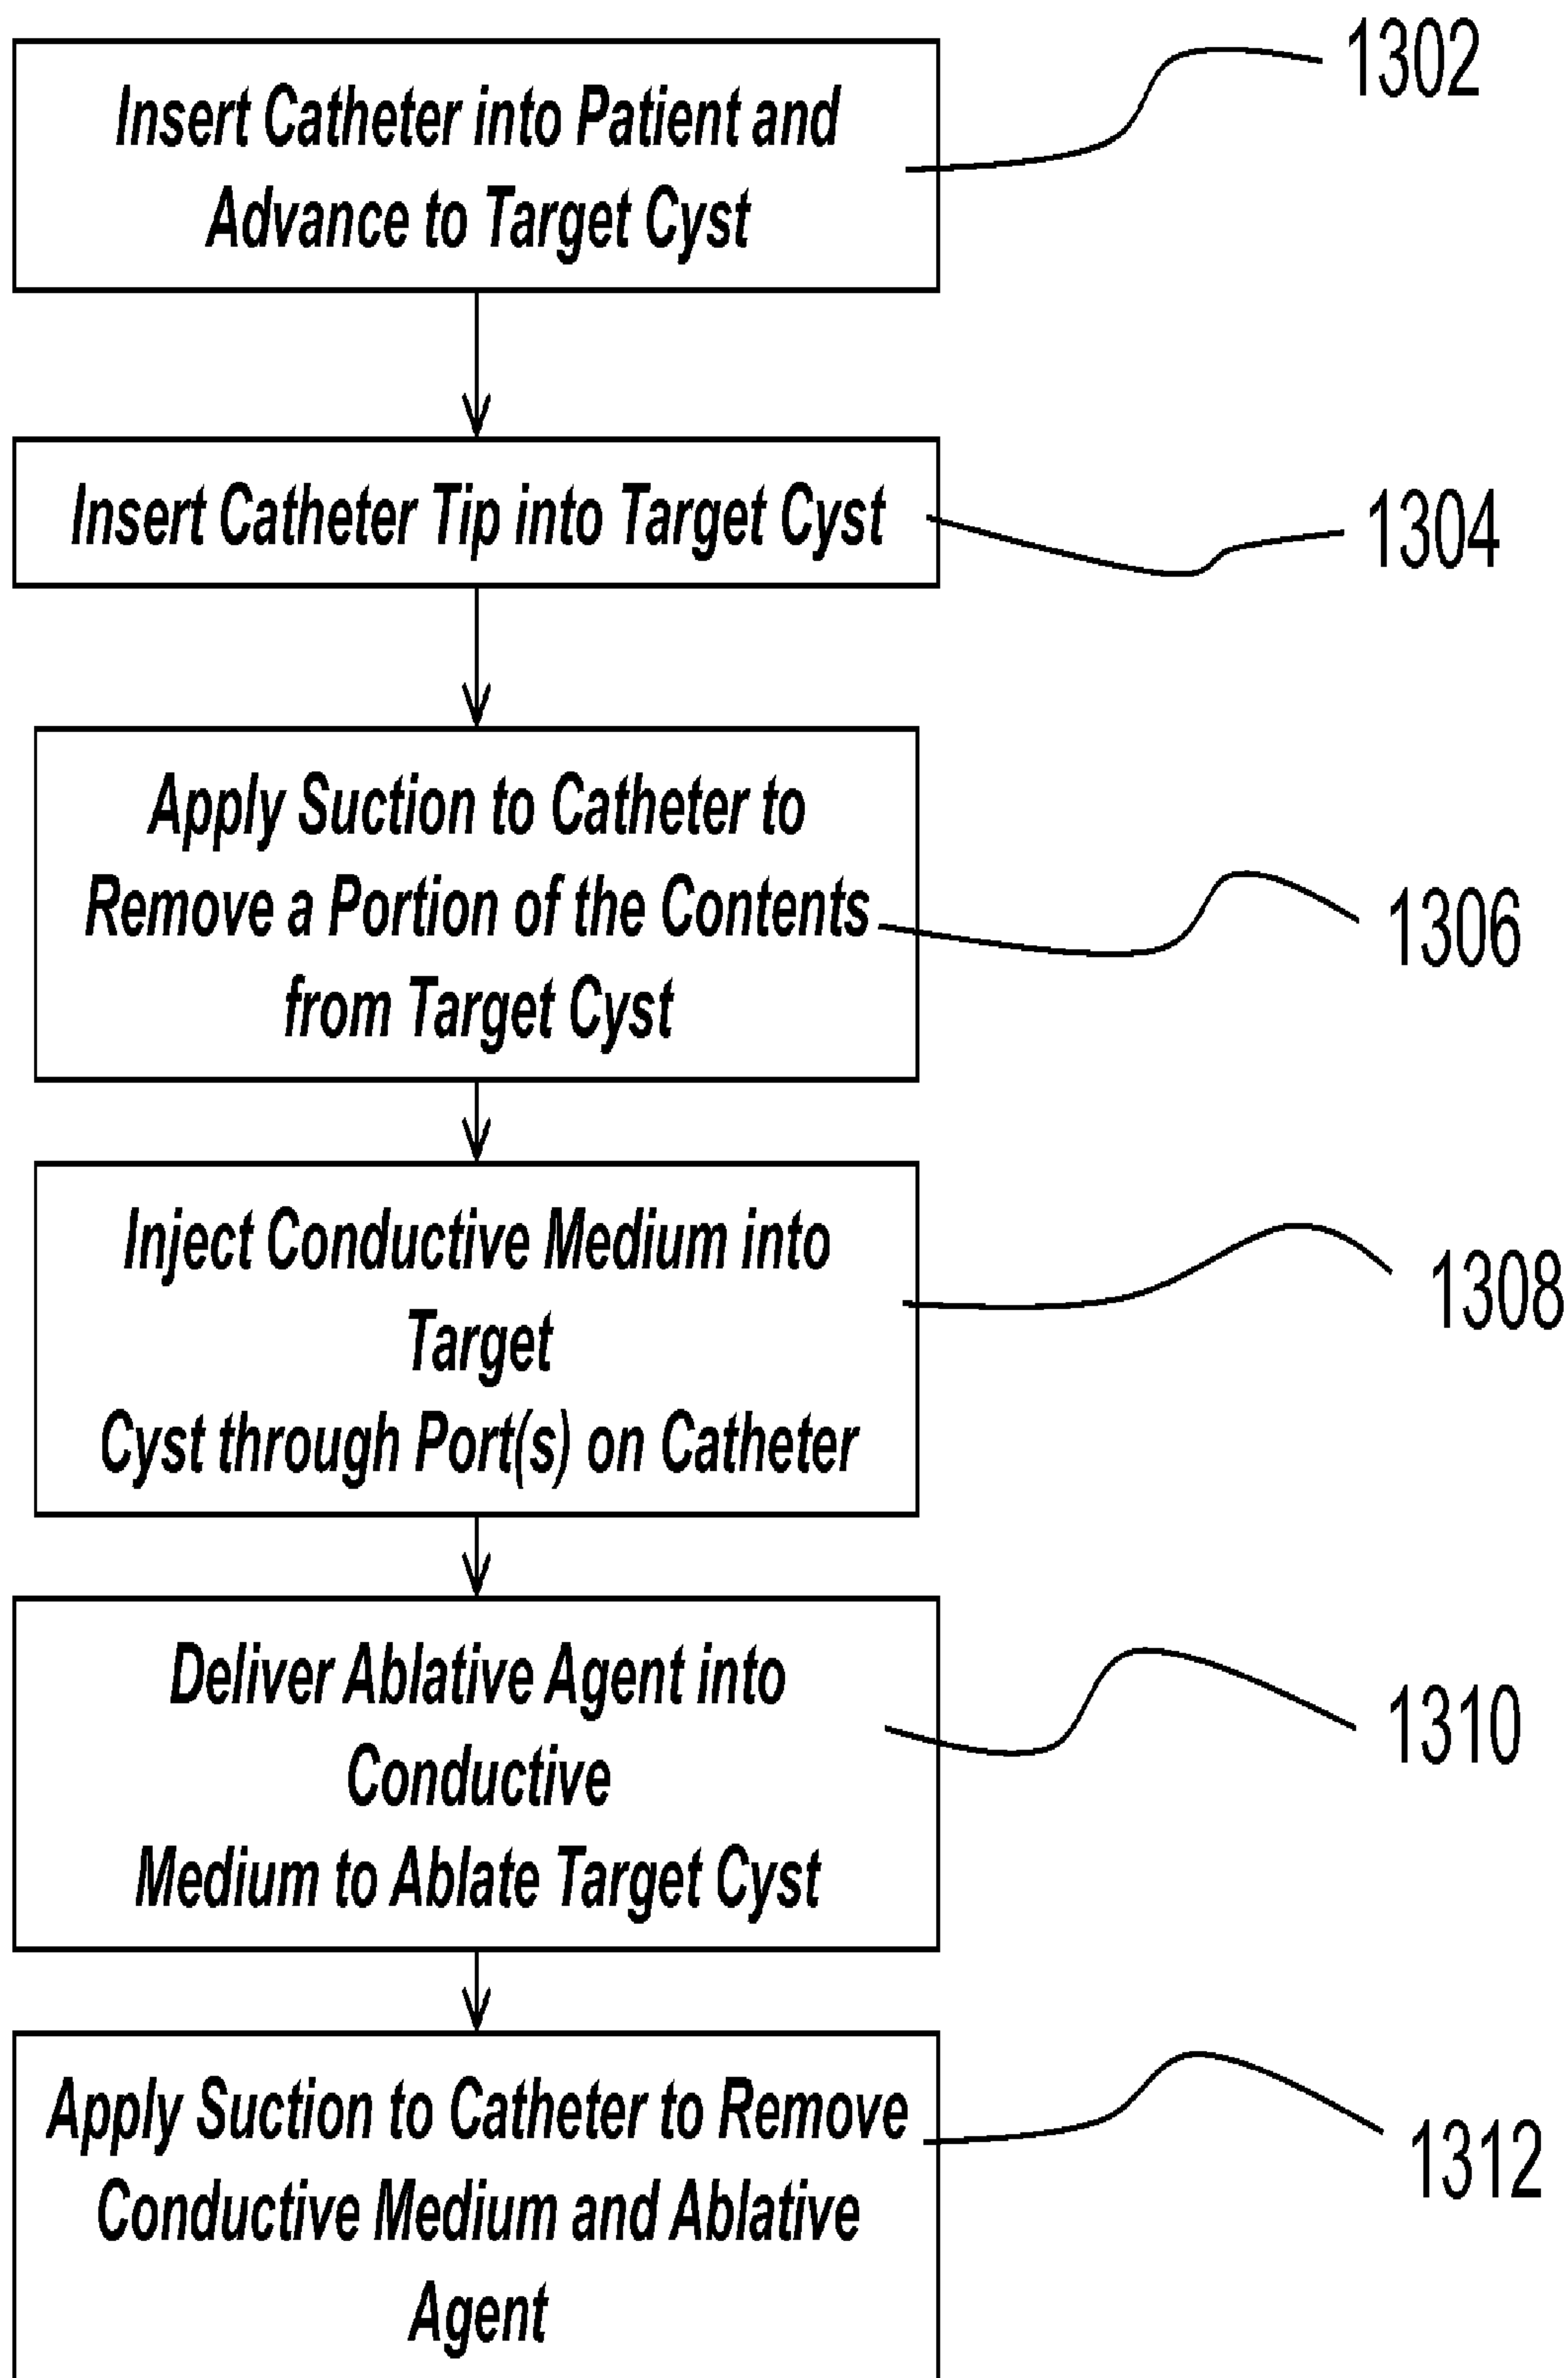 1302
Insert Catheter into Patient and
Advance to Target Cyst
Insert Catheter Tip into Target Cyst
1304
Apply Suction to Catheter to
Remove a Portion of the Contents
from Target Cyst
1306
Inject Conductive Medium into
Target
Cyst through Port(s) on Catheter
1308
Deliver Ablative Agent into
Conductive
Medium to Ablate Target Cyst
1310
Apply Suction to Catheter to Remove
Conductive Medium and Ablative
Agent
1312